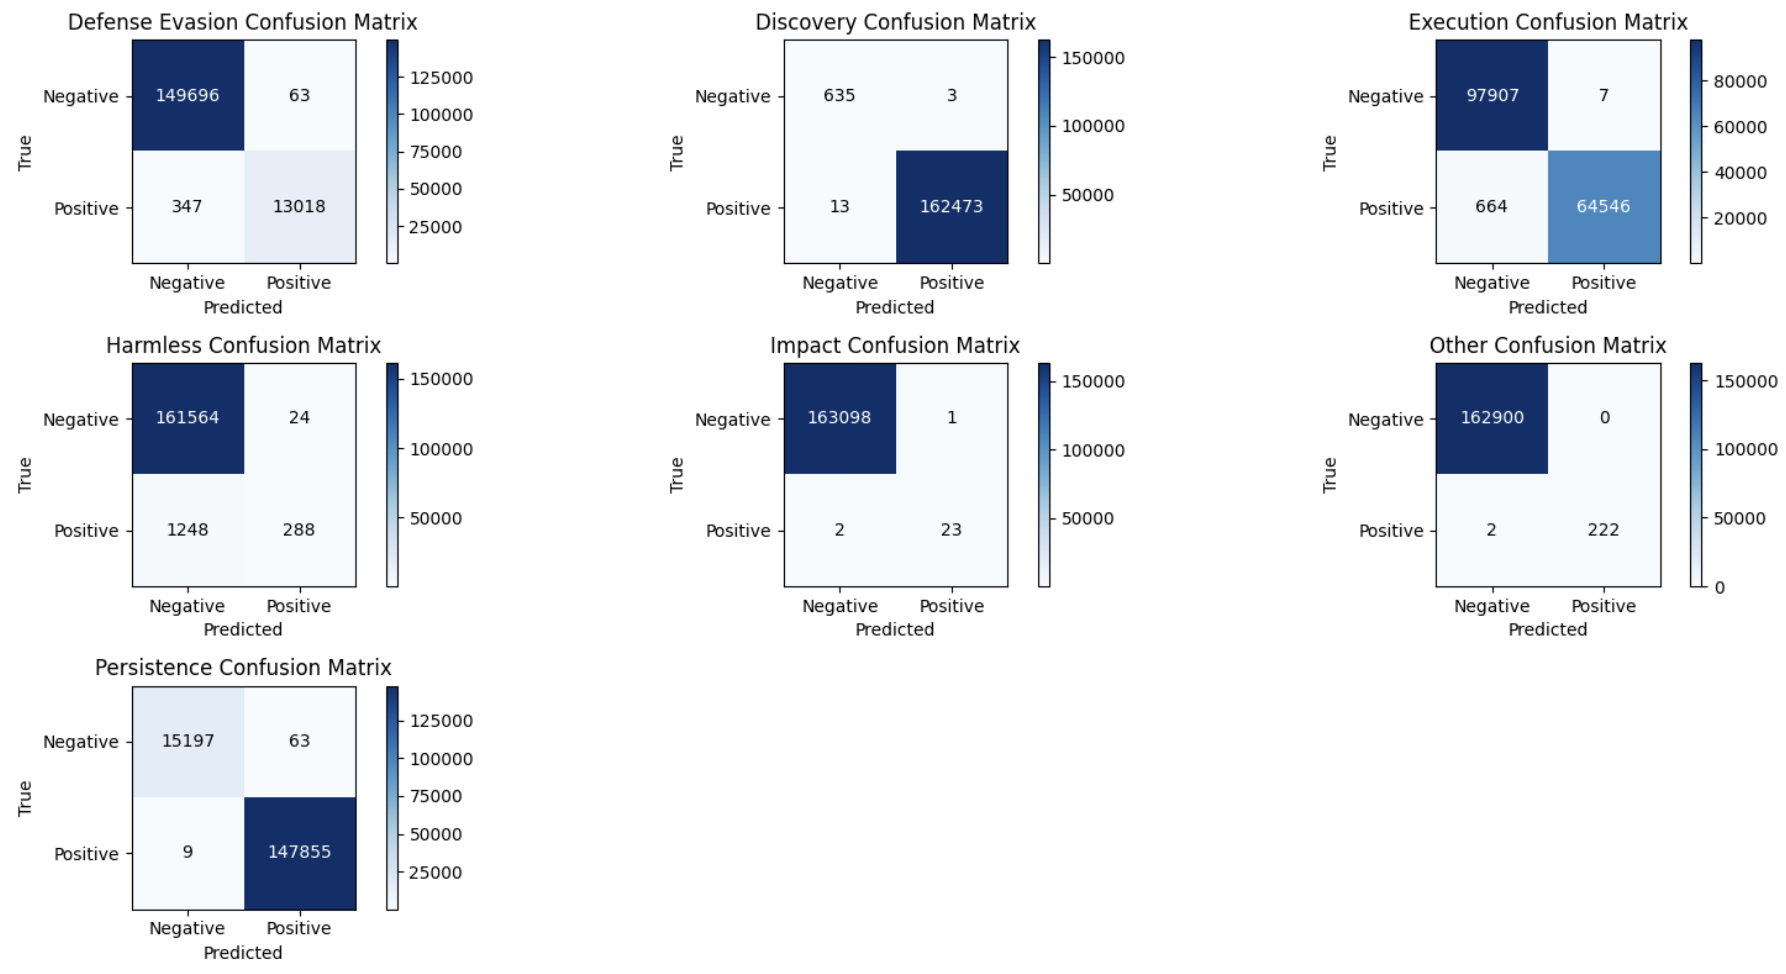 Defense Evasion Confusion Matrix
Negative
149696
63
Positive
347
13018
True
Negative
Positive
Predicted
125000
100000
75000
50000
25000
Discovery Confusion Matrix
Negative
635
3
Positive
13
162473
True
Negative
Positive
Predicted
150000
100000
50000
Execution Confusion Matrix
Negative
97907
7
Positive
664
64546
True
Negative
Positive
Predicted
80000
60000
40000
20000
Harmless Confusion Matrix
Negative
161564
24
Positive
1248
288
True
Negative
Positive
Predicted
150000
100000
50000
Impact Confusion Matrix
Negative
163098
1
Positive
2
23
True
Negative
Positive
Predicted
150000
100000
50000
Other Confusion Matrix
Negative
162900
0
Positive
2
222
True
Negative
Positive
Predicted
150000
100000
50000
0
Persistence Confusion Matrix
Negative
15197
63
Positive
9
147855
True
Negative
Positive
Predicted
125000
100000
75000
50000
25000